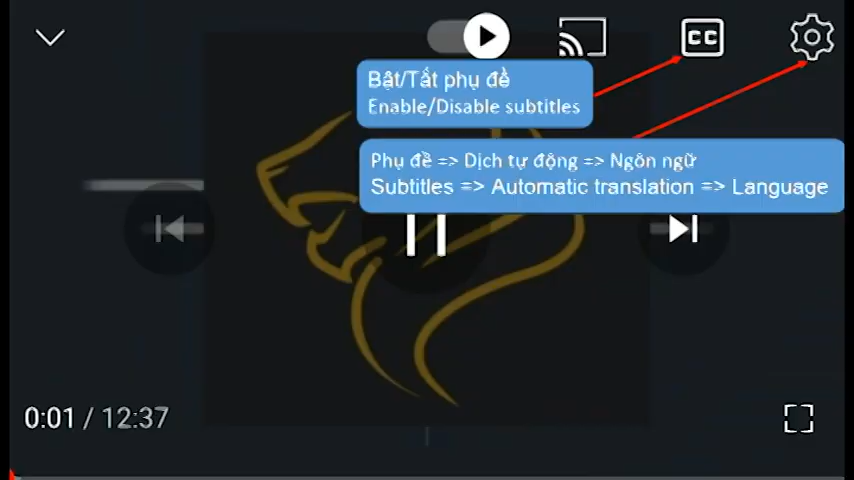 CC
Bật/Tắt phụ đề
Enable/Disable subtitles
Phụ đề => Dịch tự động => Ngôn ngữ
Subtitles => Automatic translation => Language
0:01 / 12:37